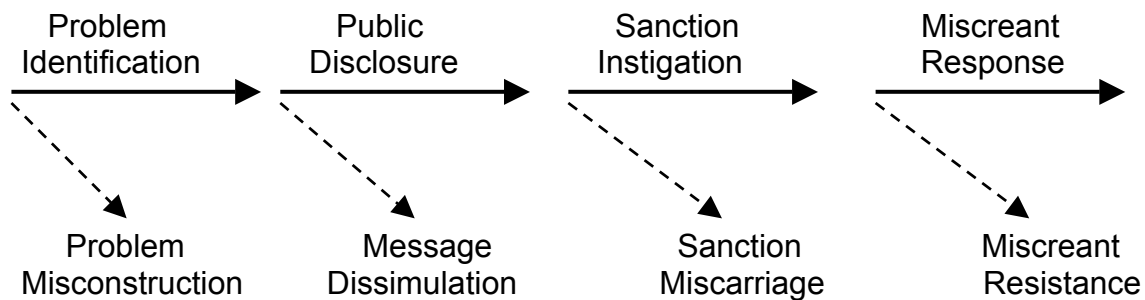 Problem
Identification
Public
Disclosure
Sanction
Instigation
Miscreant
Response
Problem
Misconstruction
Message
Dissimulation
Sanction
Miscarriage
Miscreant
Resistance